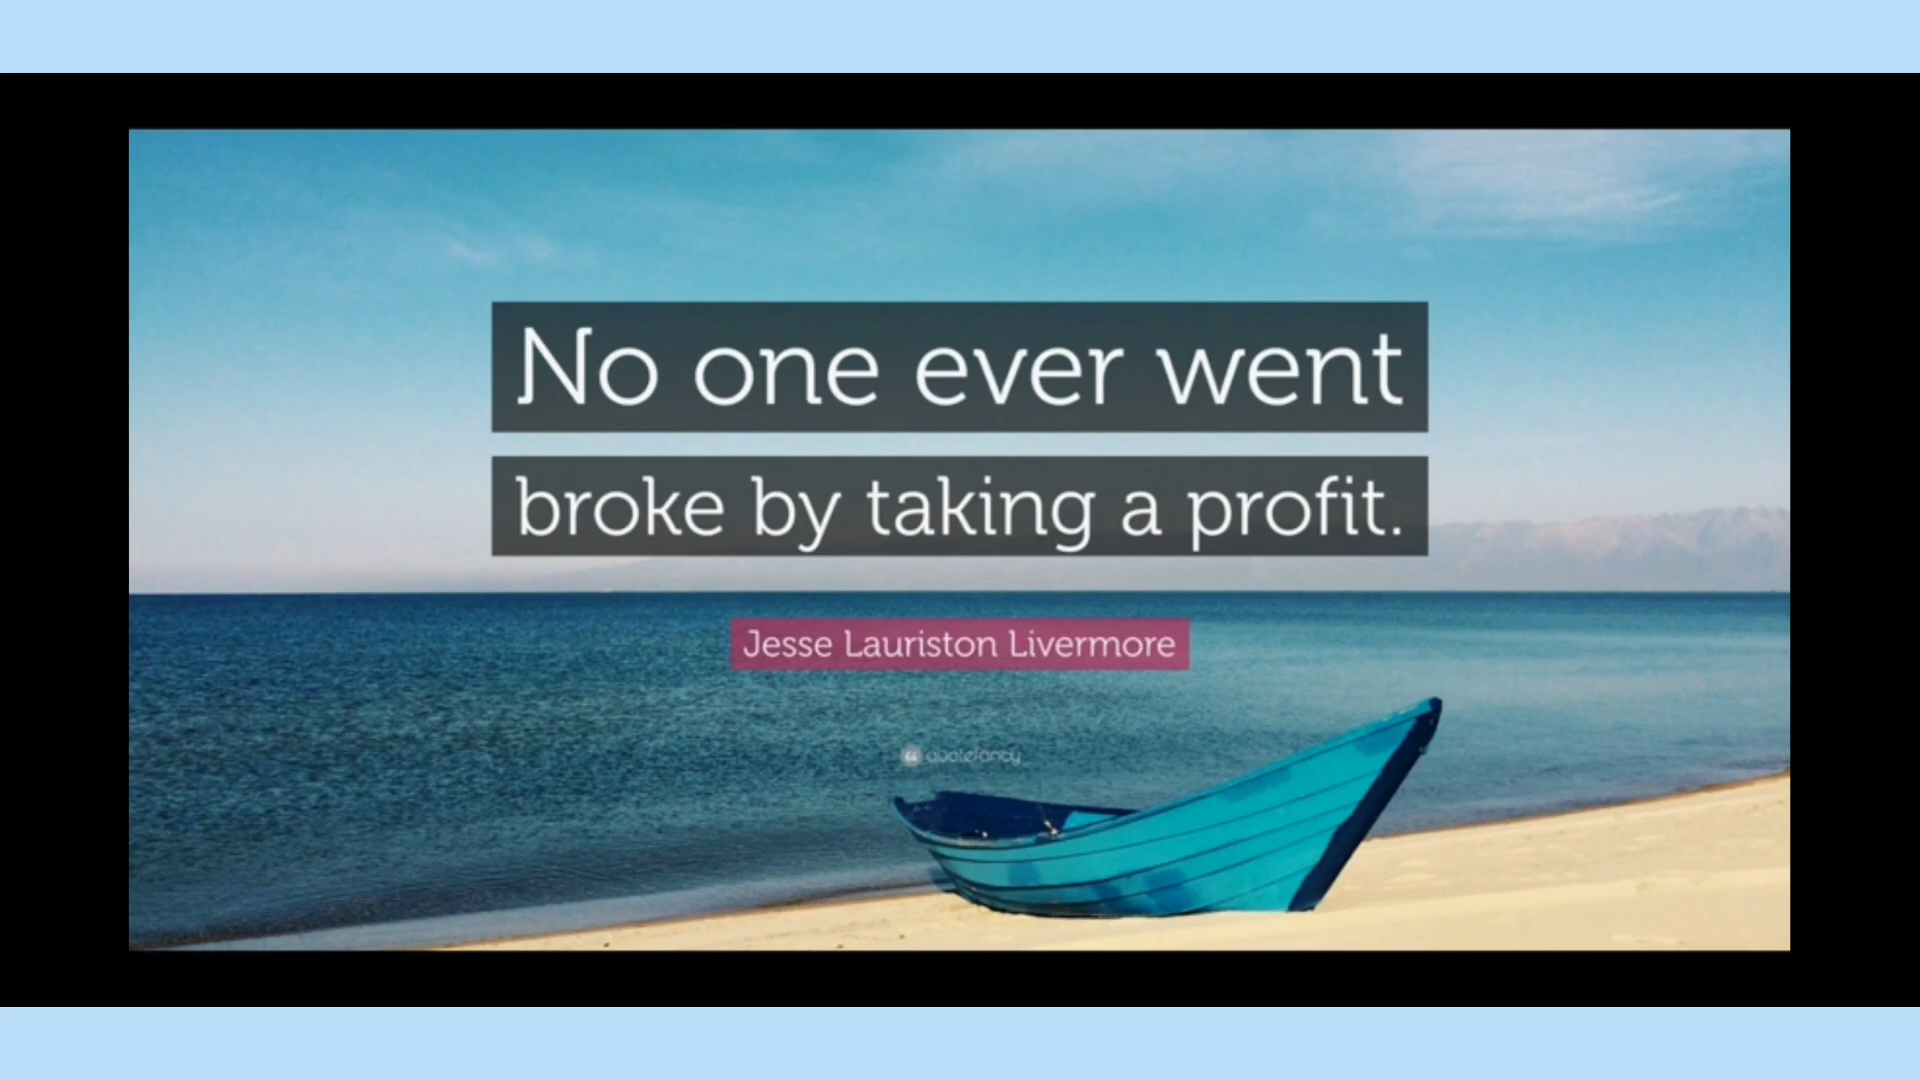 No one ever went
broke by taking a profit.
Jesse Lauriston Livermore
quotefancy